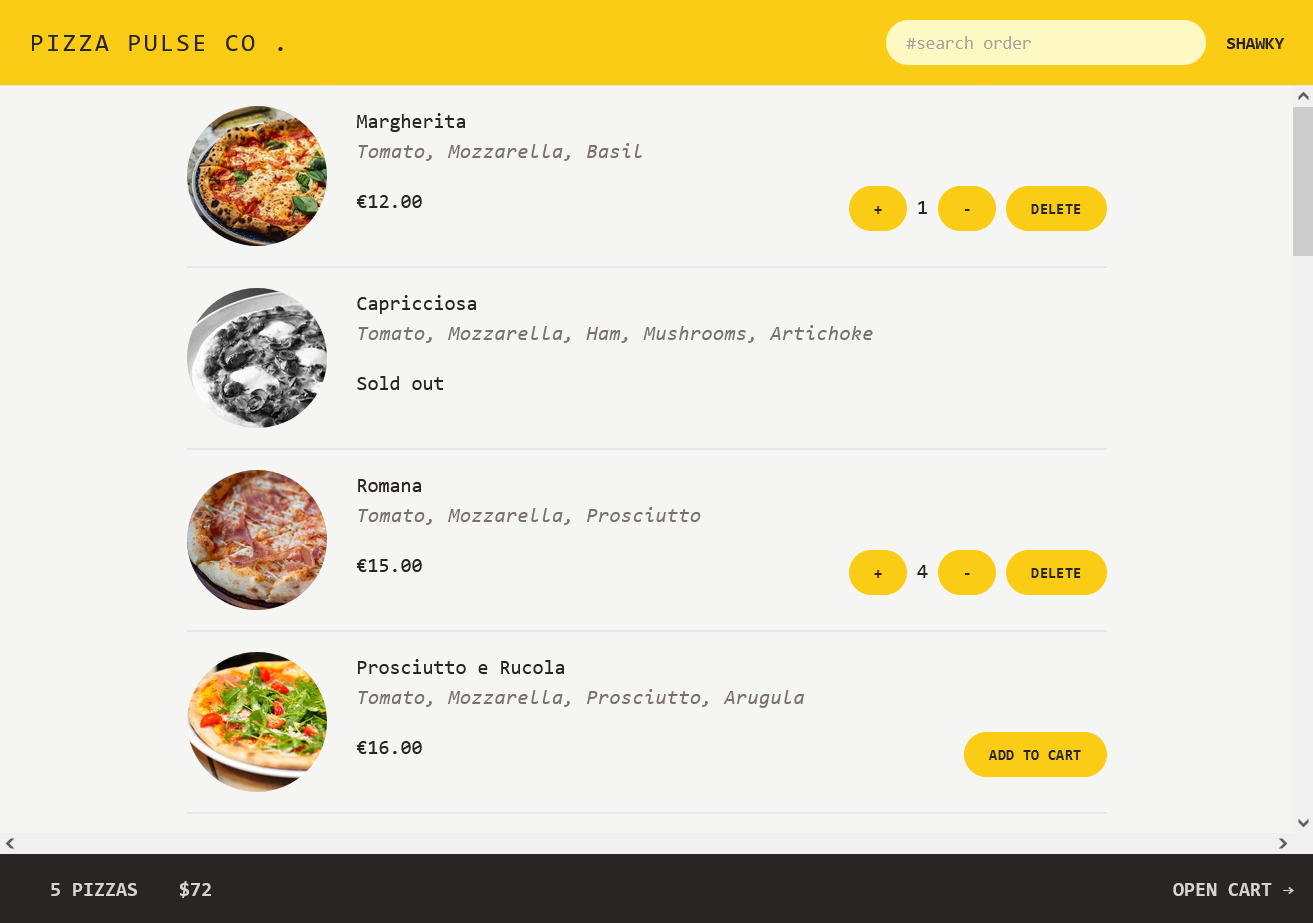 PIZZA PULSE CO .
#search order
SHAWKY
Margherita
Tomato, Mozzarella, Basil
€12.00
+ 1 - DELETE
Capricciosa
Tomato, Mozzarella, Ham, Mushrooms, Artichoke
Sold out
Romana
Tomato, Mozzarella, Prosciutto
€15.00
+ 4 - DELETE
Prosciutto e Rucola
Tomato, Mozzarella, Prosciutto, Arugula
€16.00
ADD TO CART
5 PIZZAS $72
OPEN CART →